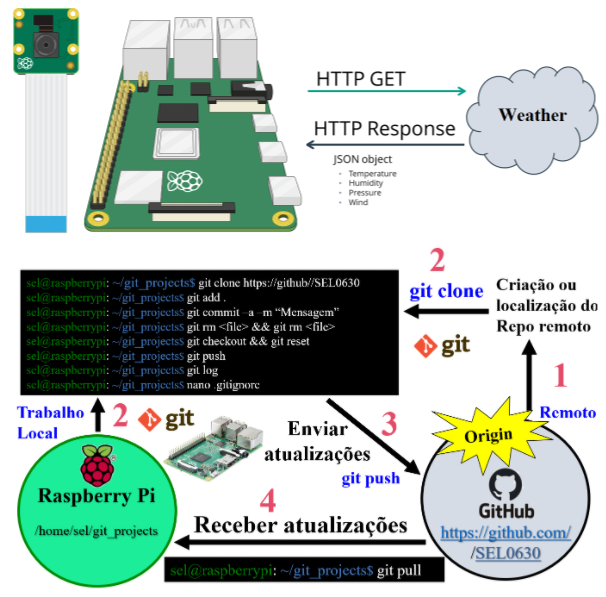 HTTP GET
HTTP Response
JSON object
- Temperature
- Humidity
- Pressure
- Wind
Weather
2
git clone
git
Criação ou
localização do
Repo remoto
sel@raspberrypi: ~/git_projects$ git clone https://github//SEL0630
sel@raspberrypi: ~/git_projects$ git add .
sel@raspberrypi: ~/git_projects$ git commit –a –m “Mensagem”
sel@raspberrypi: ~/git_projects$ git rm <file> && git rm <file>
sel@raspberrypi: ~/git_projects$ git checkout && git reset
sel@raspberrypi: ~/git_projects$ git push
sel@raspberrypi: ~/git_projects$ git log
sel@raspberrypi: ~/git_projects$ nano .gitignore
1
Remoto
Trabalho
Local
2
git
3
Enviar
atualizações
git push
Origin
Raspberry Pi
/home/sel/git_projects
GitHub
https://github.com/
/SEL0630
4
Receber atualizações
sel@raspberrypi: ~/git_projects$ git pull